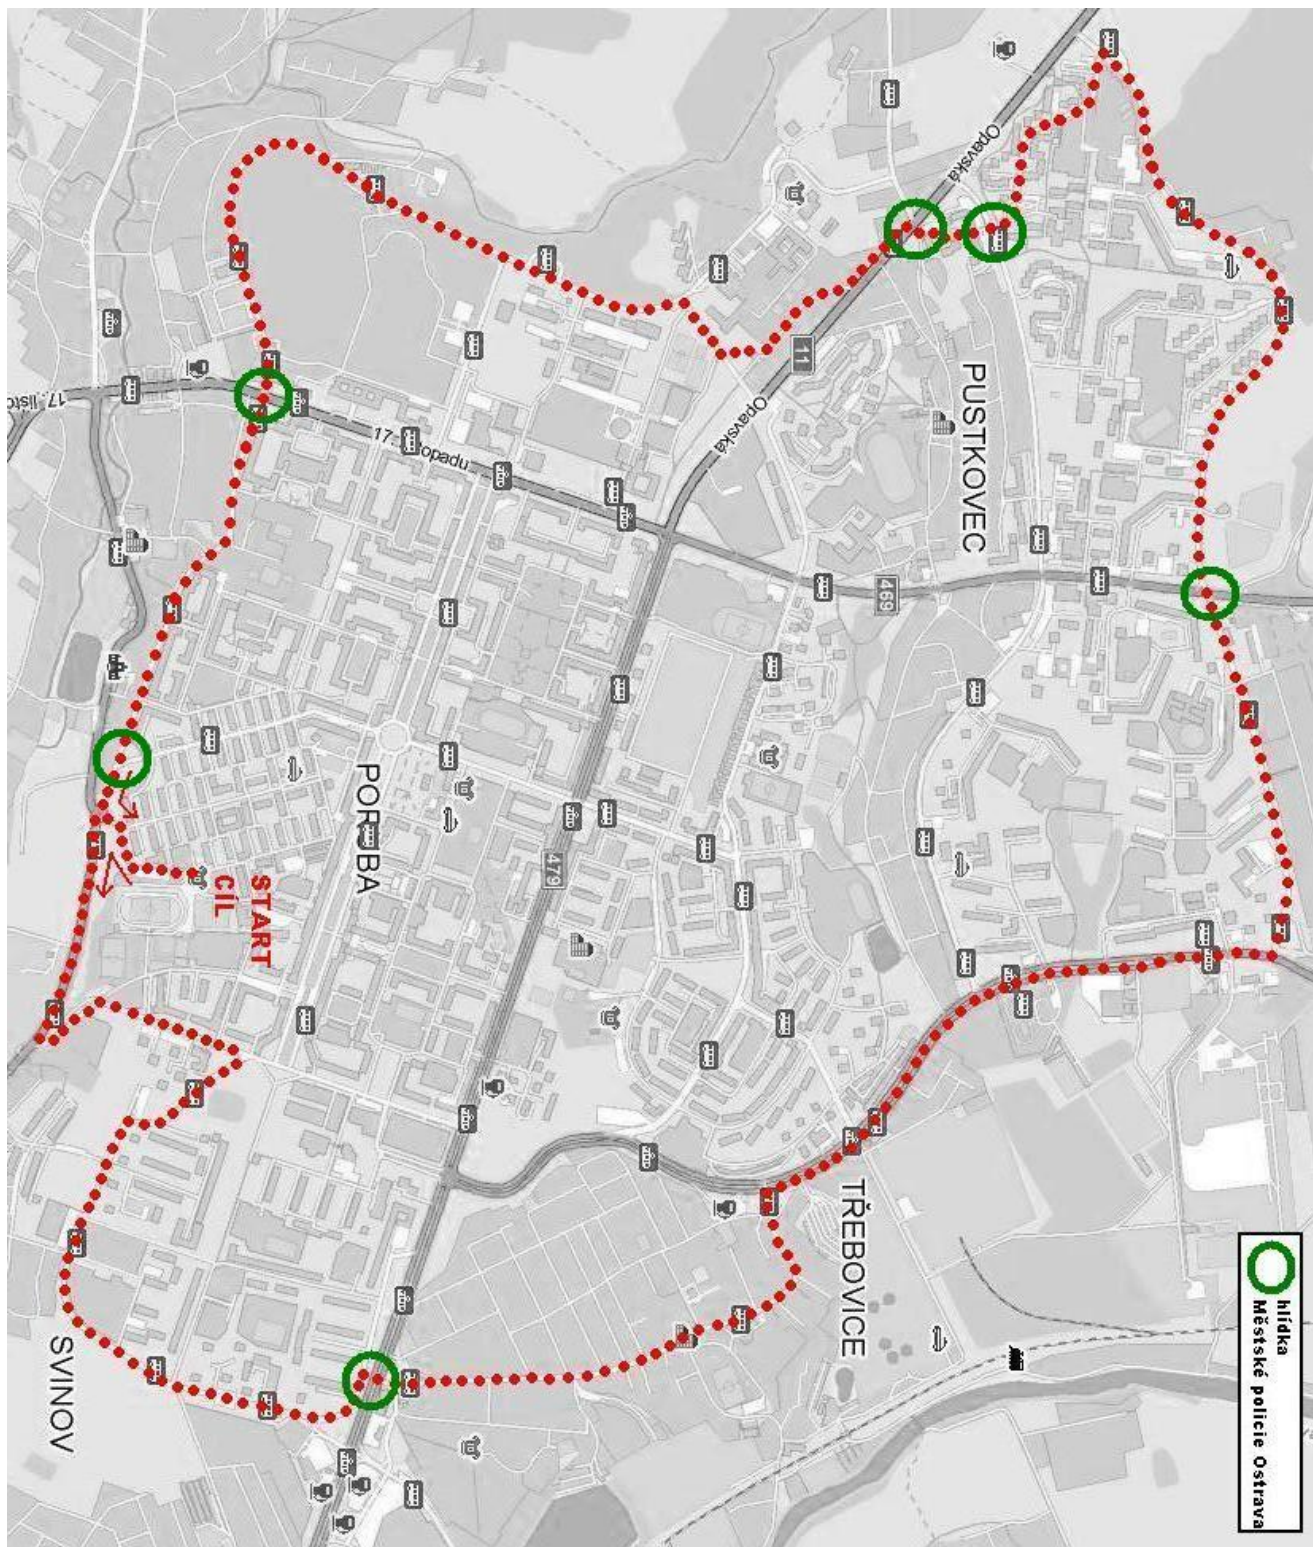 Opavská
11
Opavská
PUSTKOVEC
17. listo
17. listopadu
469
PORUBA
479
START
CÍL
TŘEBOVICE
SVINOV
hlídka
Městské policie Ostrava